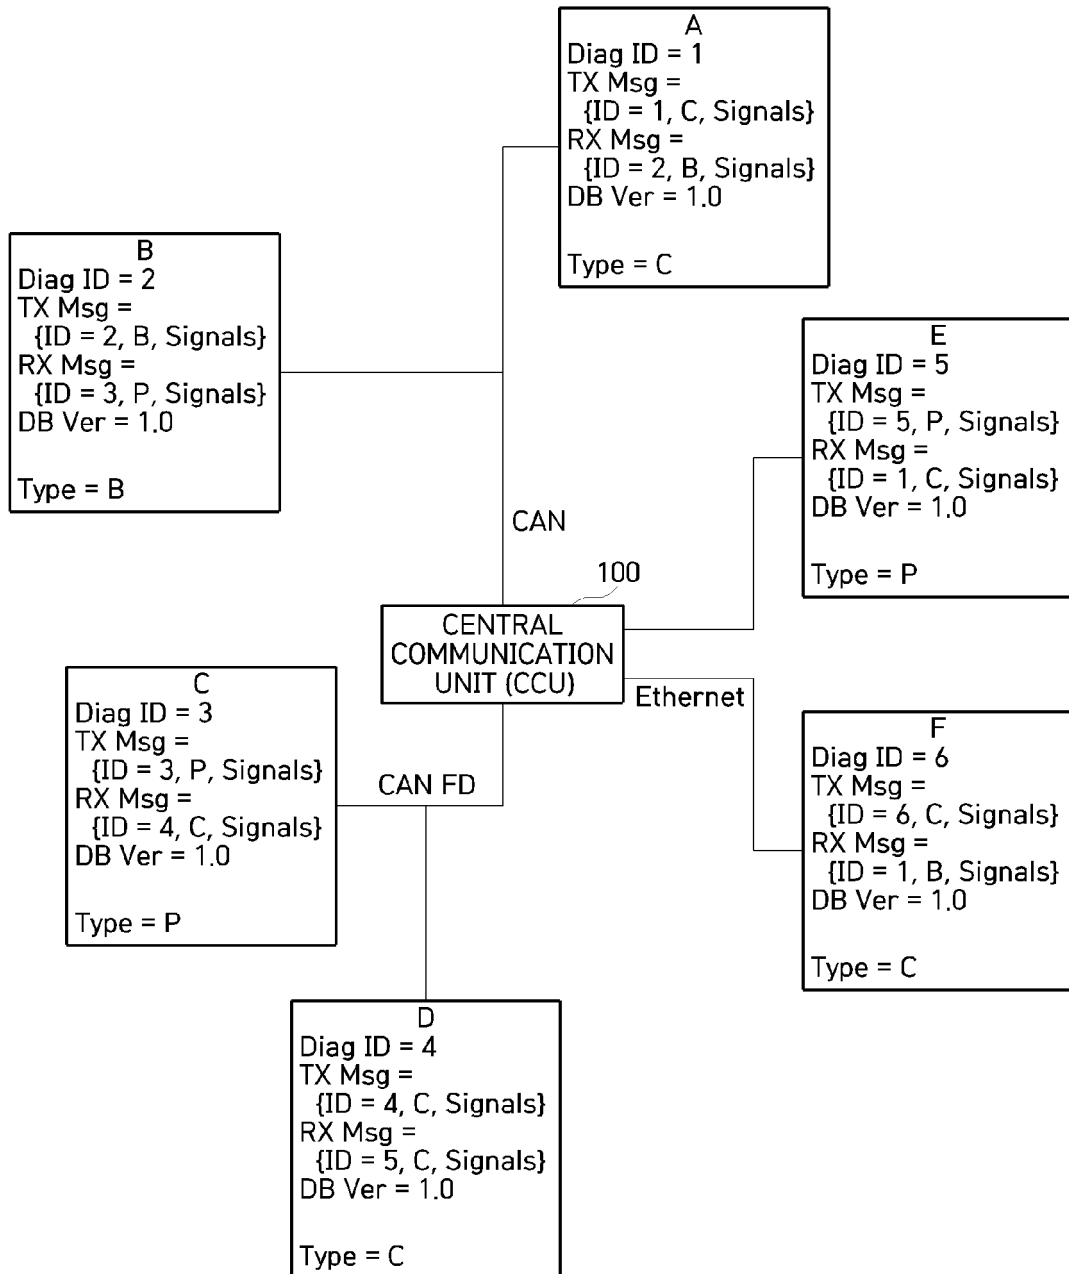 A
Diag ID = 1
TX Msg =
{ID = 1, C, Signals}
RX Msg =
{ID = 2, B, Signals}
DB Ver = 1.0
Type = C
B
Diag ID = 2
TX Msg =
{ID = 2, B, Signals}
RX Msg =
{ID = 3, P, Signals}
DB Ver = 1.0
Type = B
E
Diag ID = 5
TX Msg =
{ID = 5, P, Signals}
RX Msg =
{ID = 1, C, Signals}
DB Ver = 1.0
Type = P
CAN
100
CENTRAL
COMMUNICATION
UNIT (CCU)
Ethernet
C
Diag ID = 3
TX Msg =
{ID = 3, P, Signals}
RX Msg =
{ID = 4, C, Signals}
DB Ver = 1.0
Type = P
CAN FD
F
Diag ID = 6
TX Msg =
{ID = 6, C, Signals}
RX Msg =
{ID = 1, B, Signals}
DB Ver = 1.0
Type = C
D
Diag ID = 4
TX Msg =
{ID = 4, C, Signals}
RX Msg =
{ID = 5, C, Signals}
DB Ver = 1.0
Type = C